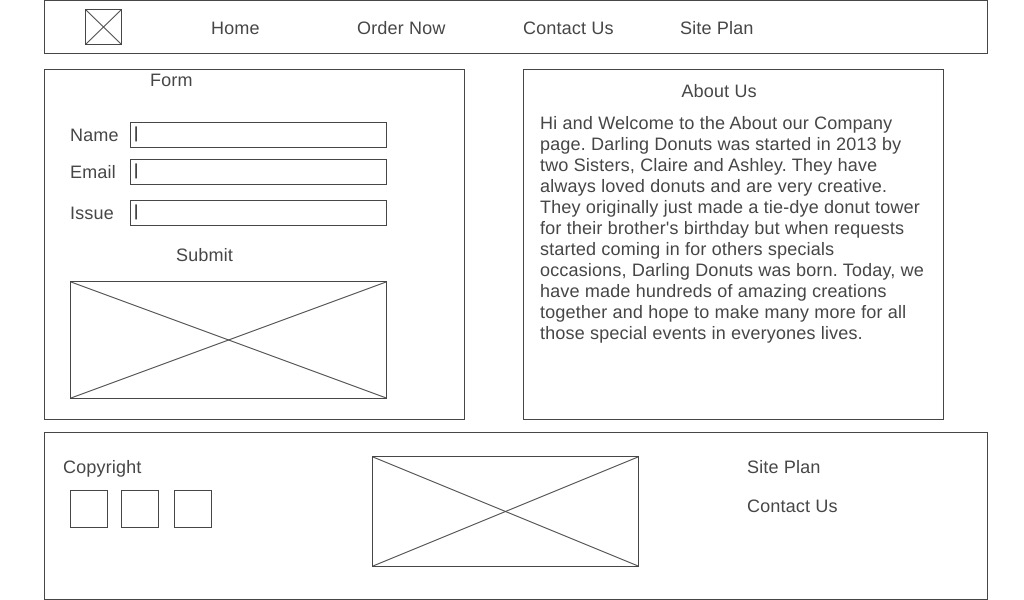 Home Order Now Contact Us Site Plan
Form
Name
Email
Issue
Submit
About Us
Hi and Welcome to the About our Company
page. Darling Donuts was started in 2013 by
two Sisters, Claire and Ashley. They have
always loved donuts and are very creative.
They originally just made a tie-dye donut tower
for their brother's birthday but when requests
started coming in for others specials
occasions, Darling Donuts was born. Today, we
have made hundreds of amazing creations
together and hope to make many more for all
those special events in everyones lives.
Copyright
Site Plan
Contact Us